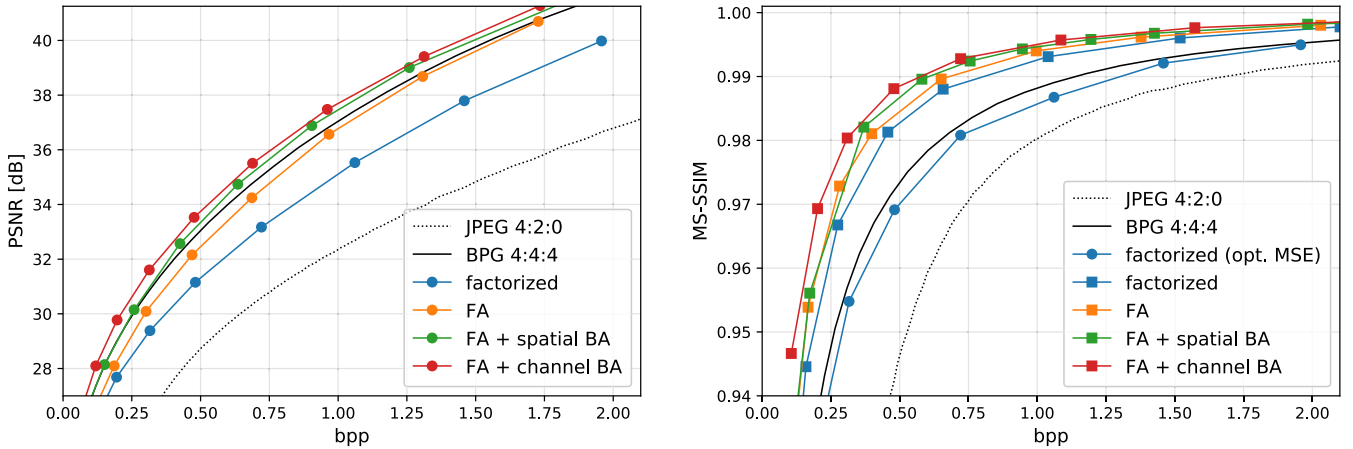 40
38
36
34
32
30
28
PSNR [dB]
JPEG 4:2:0
BPG 4:4:4
factorized
FA
FA + spatial BA
FA + channel BA
0.00 0.25 0.50 0.75 1.00 1.25 1.50 1.75 2.00
bpp
1.00
0.99
0.98
0.97
0.96
0.95
0.94
MS-SSIM
JPEG 4:2:0
BPG 4:4:4
factorized (opt. MSE)
factorized
FA
FA + spatial BA
FA + channel BA
0.00 0.25 0.50 0.75 1.00 1.25 1.50 1.75 2.00
bpp